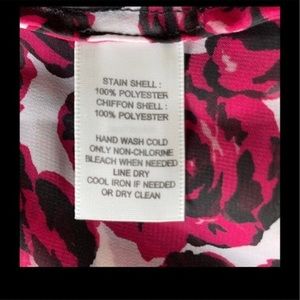 STAIN SHELL :
100% POLYESTER
CHIFFON SHELL :
100% POLYESTER
HAND WASH COLD
ONLY NON-CHLORINE
BLEACH WHEN NEEDED
LINE DRY
COOL IRON IF NEEDED
OR DRY CLEAN